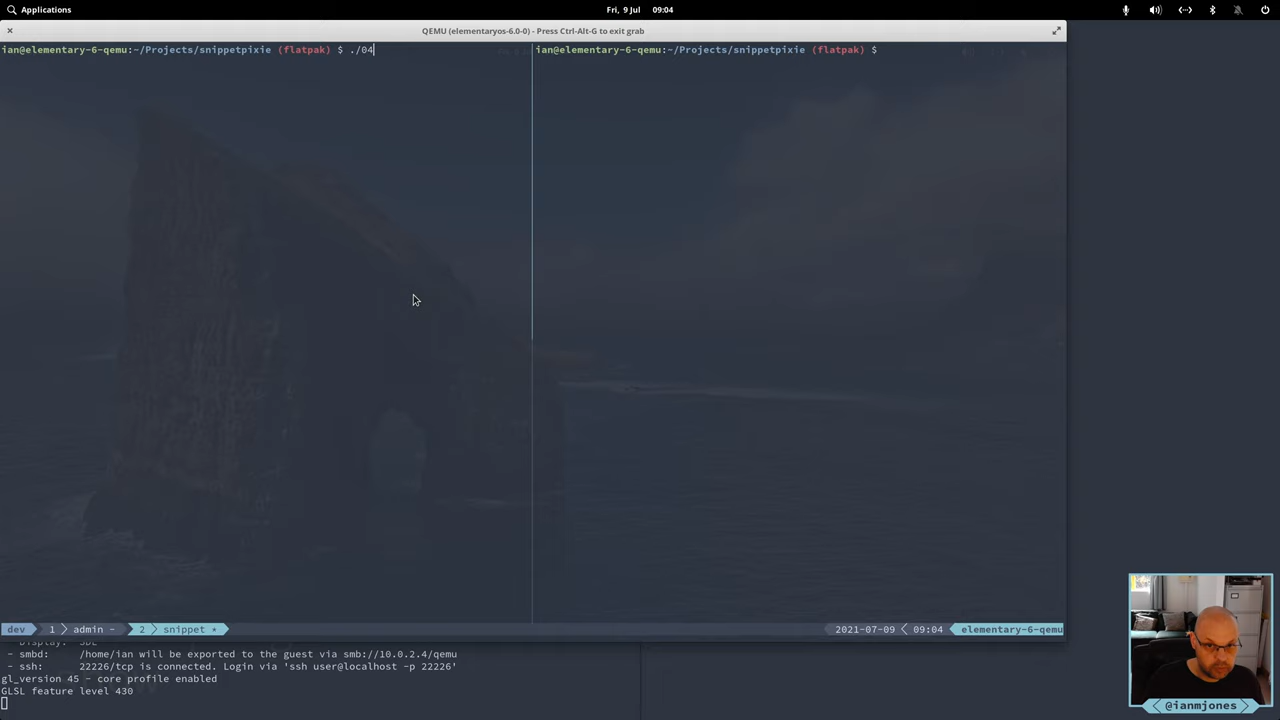 Applications
Fri, 9 Jul 09:04
QEMU (elementaryos-6.0-0) - Press Ctrl-Alt-G to exit grab
ian@elementary-6-qemu:~/Projects/snippetpixie (flatpak) $ ./04
ian@elementary-6-qemu:~/Projects/snippetpixie (flatpak) $
dev 1 admin - 2 snippet * 2021-07-09 09:04 elementary-6-qemu
- smbd: /home/ian will be exported to the guest via smb://10.0.2.4/qemu
- ssh: 22226/tcp is connected. Login via 'ssh user@localhost -p 22226'
gl_version 45 - core profile enabled
GLSL feature level 430
@ianmjones